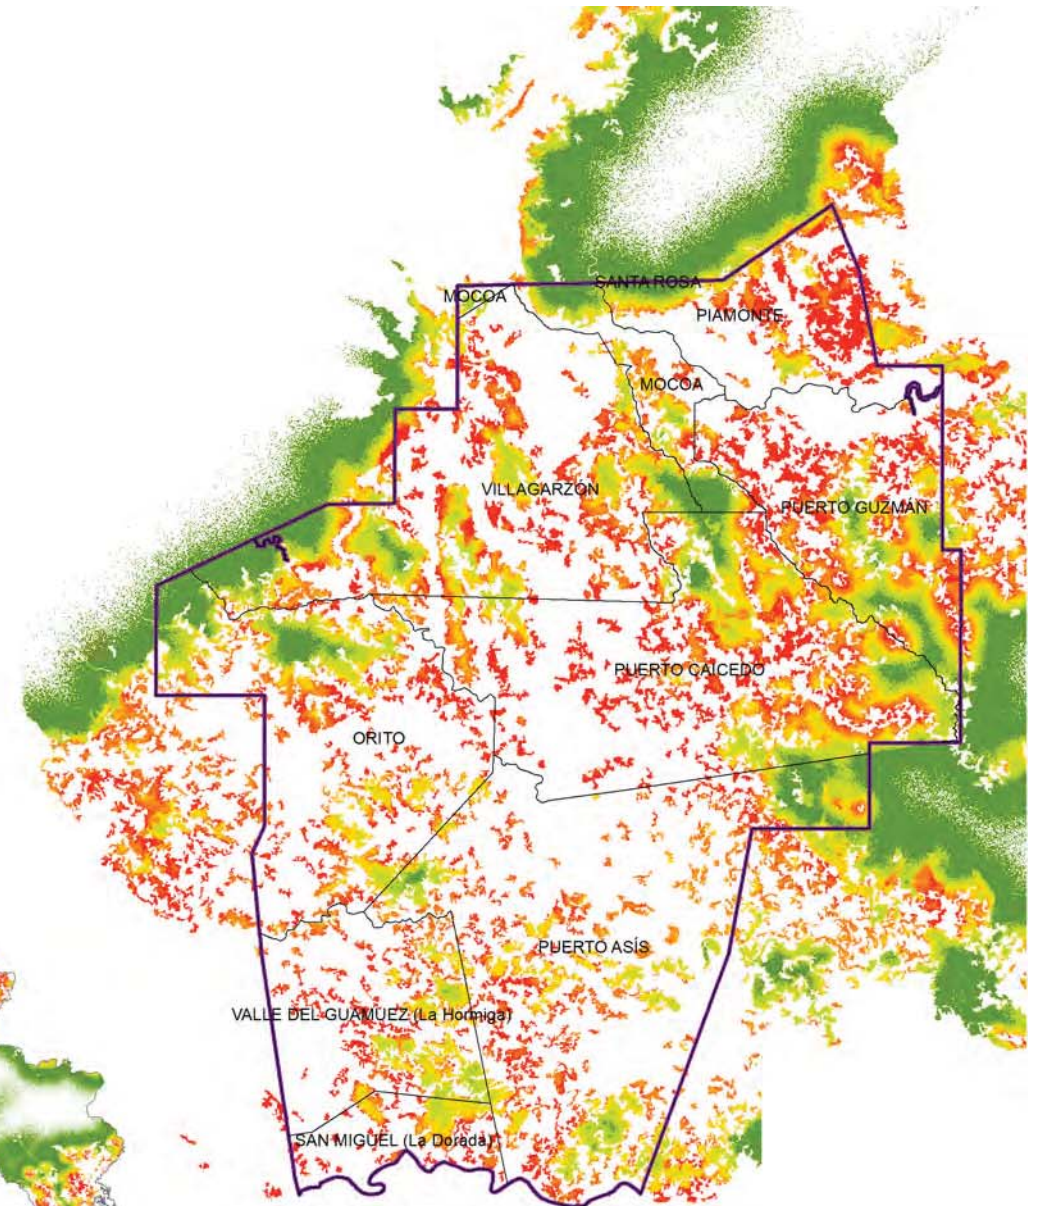 SANTA ROSA
MOCOA
PIAMONTE
MOCOA
VILLAGARZÓN
PUERTO GUZMÁN
PUERTO CAICEDO
ORITO
PUERTO ASÍS
VALLE DEL GUAMUEZ (La Hormiga)
SAN MIGUEL (La Dorada)